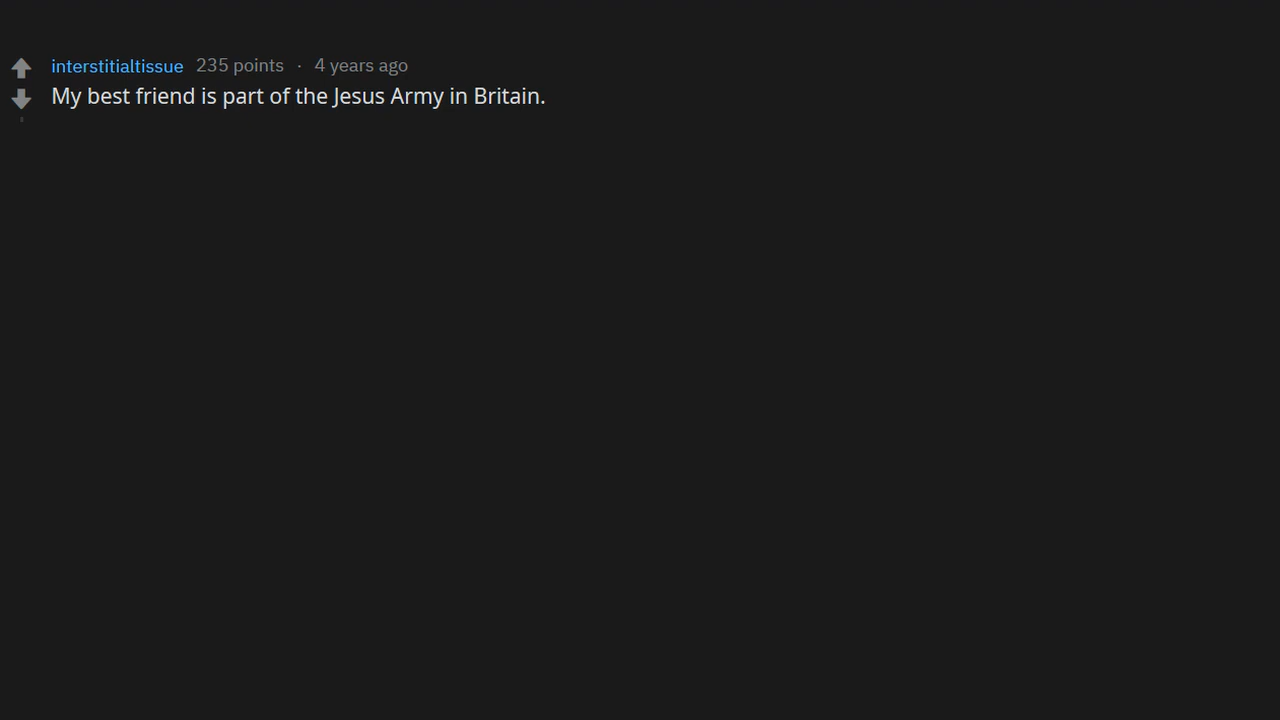 interstitialtissue 235 points · 4 years ago
My best friend is part of the Jesus Army in Britain.